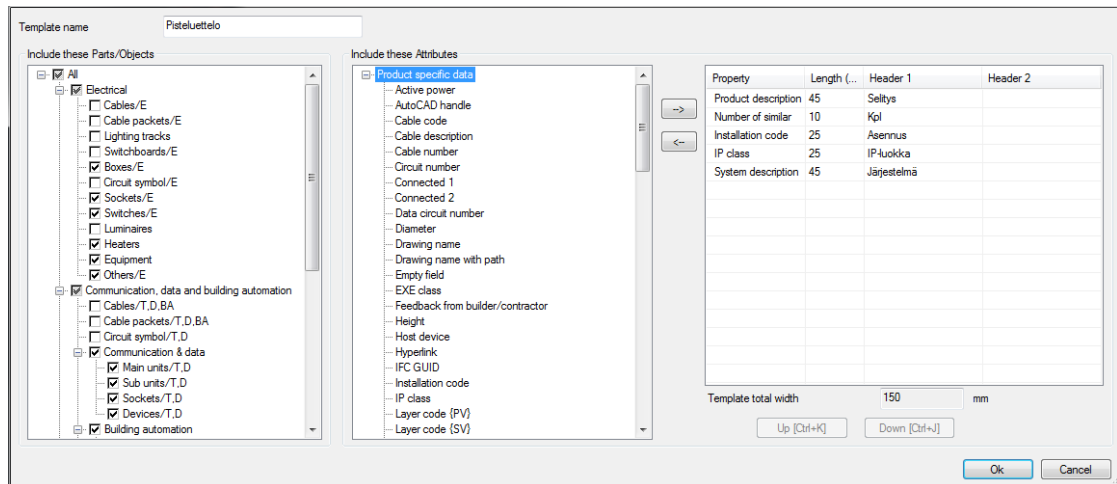 Template name
Pisteluettelo
Include these Parts/Objects
All
Electrical
Cables/E
Cable packets/E
Lighting tracks
Switchboards/E
Boxes/E
Circuit symbol/E
Sockets/E
Switches/E
Luminaires
Heaters
Equipment
Others/E
Communication, data and building automation
Cables/T,D,BA
Cable packets/T,D,BA
Circuit symbol/T,D
Communication & data
Main units/T,D
Sub units/T,D
Sockets/T,D
Devices/T,D
Building automation
Include these Attributes
Product specific data
Active power
AutoCAD handle
Cable code
Cable description
Cable number
Circuit number
Connected 1
Connected 2
Data circuit number
Diameter
Drawing name
Drawing name with path
Empty field
EXE class
Feedback from builder/contractor
Height
Host device
Hyperlink
IFC GUID
Installation code
IP class
Layer code {PV}
Layer code {SV}
-->
<--
Property Length (... Header 1 Header 2
Product description 45 Selitys
Number of similar 10 Kpl
Installation code 25 Asennus
IP class 25 IP-luokka
System description 45 Järjestelmä
Template total width 150 mm
Up [Ctrl+K] Down [Ctrl+J]
Ok Cancel